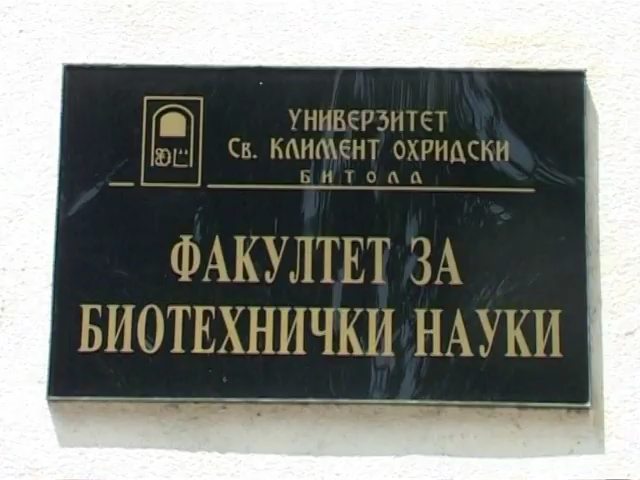 УНИВЕРЗИТЕТ
Св. КЛИМЕНТ ОХРИДСКИ
БИТОЛА
ФАКУЛТЕТ ЗА
БИОТЕХНИЧКИ НАУКИ